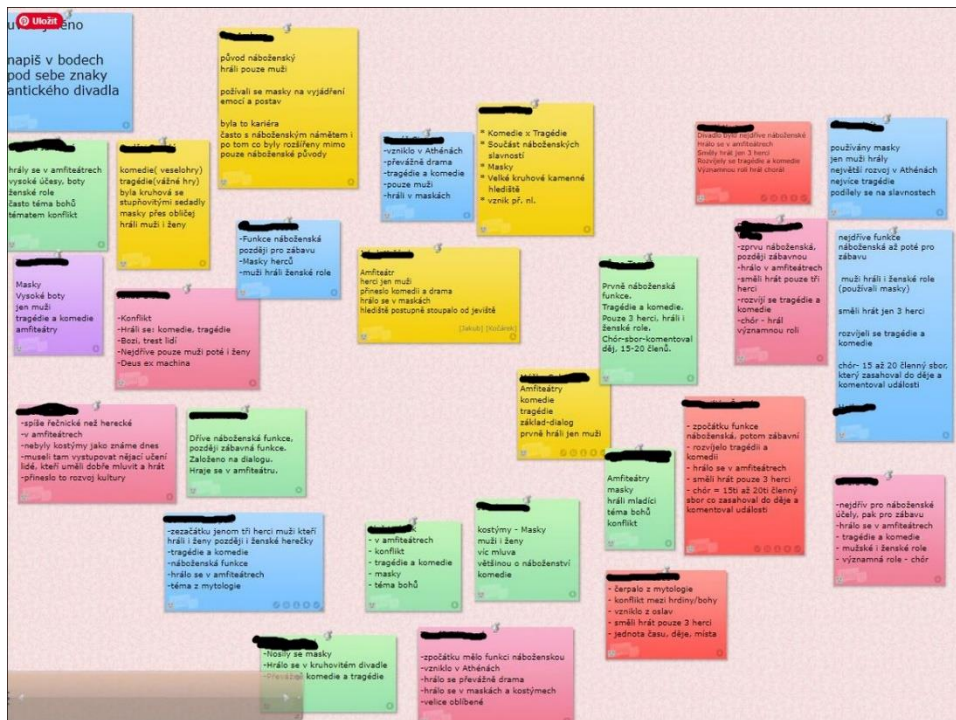 Uložit
napiš v bodech
pod sebe znaky
antického divadla
původ náboženský
hráli pouze muži
požívali se masky na vyjádření
emocí a postav
byla to kariéra
často s náboženským námětem i
po tom co byly rozšířeny mimo
pouze náboženské původy
hrály se v amfiteátrech
vysoké účesy, boty
ženské role
často téma bohů
tématem konflikt
komedie( veselohry)
tragédie(vážné hry)
byla kruhová se
stupňovitými sedadly
masky přes obličej
hráli muži i ženy
-vzniklo v Athénách
-převážně drama
-tragédie a komedie
-pouze muži
-hráli v maskách
* Komedie x Tragédie
* Součást náboženských
slavností
* Masky
* Velké kruhové kamenné
hlediště
* vznik př. nl.
Divadlo bylo nejdříve náboženské
hrálo se v amfiteátrech
Směly hrát jen 3 herci
Rozvíjely se tragédie a komedie
Významnou roli hrál chorál
používány masky
jen muži hrály
největší rozvoj v Athénách
nejvíce tragédie
podílely se na slavnostech
-Funkce náboženská
později pro zábavu
-Masky herců
-muži hráli ženské role
Masky
Vysoké boty
jen muži
tragédie a komedie
amfiteátry
-Konflikt
-Hráli se: komedie, tragédie
-Bozi, trest lidí
-Nejdříve pouze muži poté i ženy
-Deus ex machina
Amfiteátr
herci jen muži
přineslo komedii a drama
hrálo se v maskách
hlediště postupně stoupalo od jeviště
[Jakub] [Kočárek]
Prvně náboženská
funkce.
Tragédie a komedie.
Pouze 3 herci, hráli i
ženské role.
Chór-sbor-komentoval
děj, 15-20 členů.
-zprvu náboženská,
později zábavnou
-hrálo v amfiteátrech
-směli hrát pouze tři
herci
-rozvíjí se tragédie a
komedie
-chór - hrál
významnou roli
nejdříve funkce
náboženská až poté pro
zábavu
muži hráli i ženské role
(používali masky)
směli hrát jen 3 herci
rozvíjeli se tragédie a
komedie
chór- 15 až 20 členný sbor,
který zasahoval do děje a
komentoval události
-spíše řečnické než herecké
-v amfiteátrech
-nebyly kostýmy jako známe dnes
-museli tam vystupovat nějací učení
lidé, kteří uměli dobře mluvit a hrát
-přineslo to rozvoj kultury
Dříve náboženská funkce,
později zábavná funkce.
Založeno na dialogu.
Hraje se v amfiteátru.
Amfiteátry
komedie
tragédie
základ-dialog
prvně hráli jen muži
Amfiteátry
masky
hráli mladíci
téma bohů
konflikt
- zpočátku funkce
náboženská, potom zábavní
- rozvíjelo tragédii a
komedii
- hrálo se v amfiteátrech
- směli hrát pouze 3 herci
- chór = 15ti až 20ti členný
sbor co zasahoval do děje a
komentoval události
-nejdřív pro náboženské
účely, pak pro zábavu
-hrálo se v amfiteátrech
- tragédie a komedie
- mužské i ženské role
- významná role - chór
-zezačátku jenom tři herci muži kteří
hráli i ženy později i ženské herečky
-tragédie a komedie
-náboženská funkce
-hrálo se v amfiteátrech
-téma z mytologie
- v amfiteátrech
- konflikt
- tragédie a komedie
- masky
- téma bohů
kostýmy - Masky
muži i ženy
víc mluva
většinou o náboženství
komedie
- čerpalo z mytologie
- konflikt mezi hrdiny/bohy
- vzniklo z oslav
- směli hrát pouze 3 herci
- jednota času, děje, místa
-Nosily se masky
-Hrálo se v kruhovitém divadle
-Převážně komedie a tragédie
-zpočátku mělo funkci náboženskou
-vzniklo v Athénách
-hrálo se převážně drama
-hrálo se v maskách a kostýmech
-velice oblíbené